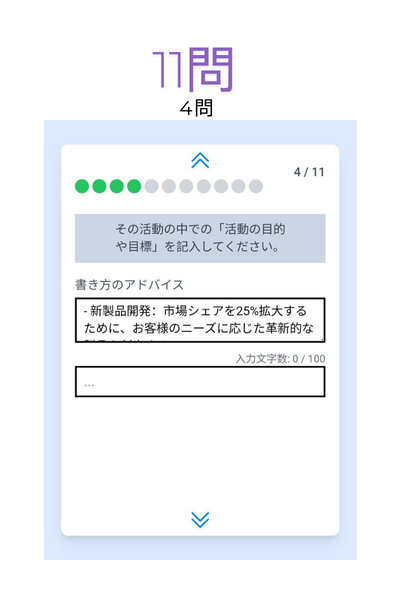 11問
4問
4 / 11
その活動の中での「活動の目的
や目標」を記入してください。
書き方のアドバイス
- 新製品開発：市場シェアを25%拡大する
ために、お客様のニーズに応じた革新的な
入力文字数: 0 / 100
...